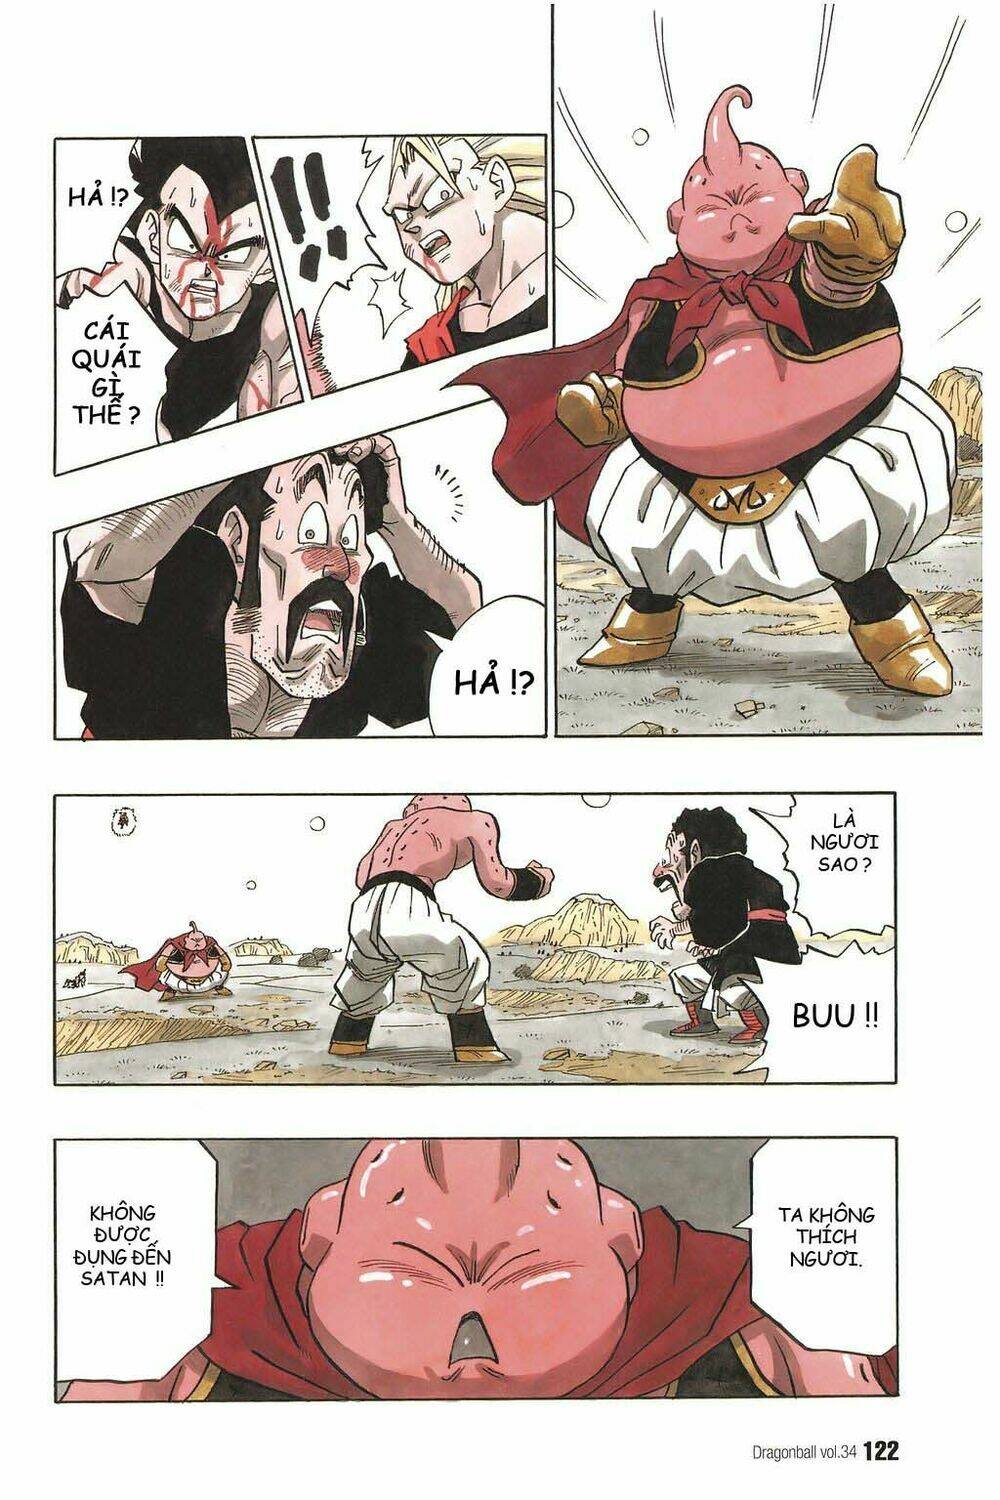 HẢ !?
!!
CÁI
QUÁI
GÌ
THẾ ?
HẢ !?
LÀ
NGƯƠI
SAO ?
BUU !!
TA KHÔNG
THÍCH
NGƯƠI.
KHÔNG
ĐƯỢC
ĐỤNG ĐẾN
SATAN !!
Dragonball vol.34 122